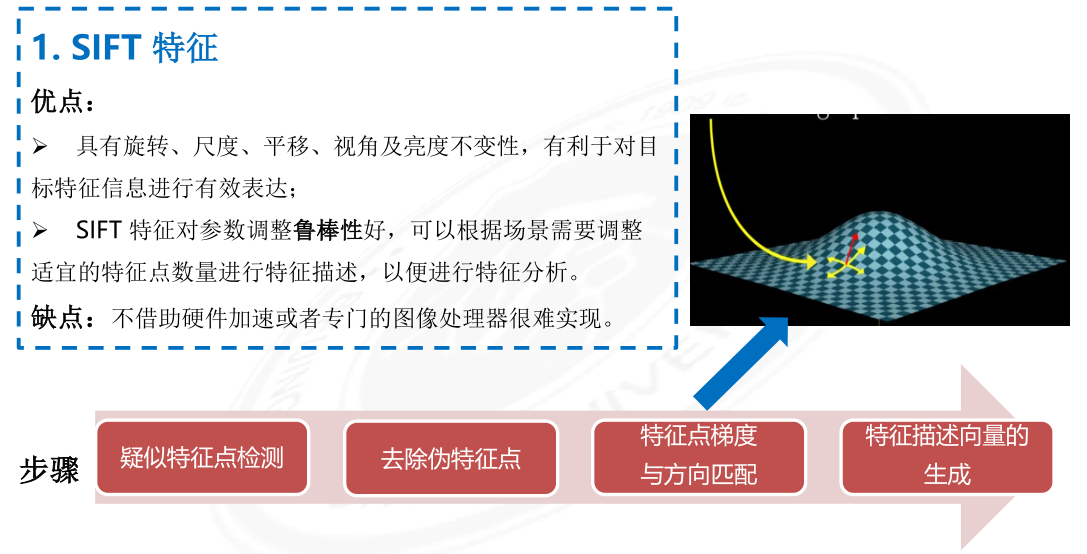 1. SIFT 特征
优点：
➢ 具有旋转、尺度、平移、视角及亮度不变性，有利于对目
标特征信息进行有效表达；
➢ SIFT 特征对参数调整鲁棒性好，可以根据场景需要调整
适宜的特征点数量进行特征描述，以便进行特征分析。
缺点：不借助硬件加速或者专门的图像处理器很难实现。
步骤
疑似特征点检测
去除伪特征点
特征点梯度
与方向匹配
特征描述向量的
生成